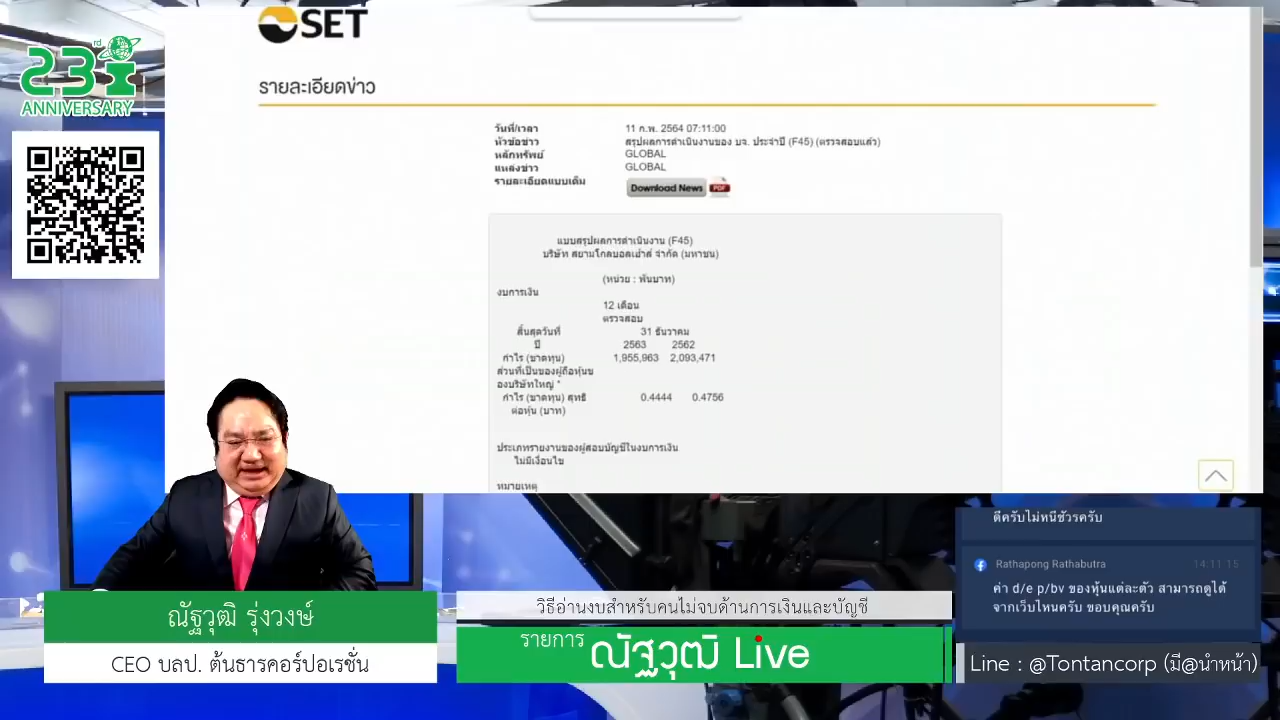 SET
รายละเอียดข่าว
23rd
ANNIVERSARY
วันที่/เวลา 11 ก.พ. 2564 07:11:00
หัวข้อข่าว สรุปผลการดำเนินงานของ บจ. ประจำปี (F45) (ตรวจสอบแล้ว)
หลักทรัพย์ GLOBAL
แหล่งข่าว GLOBAL
รายละเอียดแบบเต็ม Download News PDF
แบบสรุปผลการดำเนินงาน (F45)
บริษัท สยามโกลบอลเฮ้าส์ จำกัด (มหาชน)
(หน่วย : พันบาท)
งบการเงิน
12 เดือน
ตรวจสอบ
สิ้นสุดวันที่ 31 ธันวาคม
ปี 2563 2562
กำไร (ขาดทุน) 1,955,963 2,093,471
ส่วนที่เป็นของผู้ถือหุ้นข
องบริษัทใหญ่ *
กำไร (ขาดทุน) สุทธิ 0.4444 0.4756
ต่อหุ้น (บาท)
ประเภทรายงานของผู้สอบบัญชีในงบการเงิน
ไม่มีเงื่อนไข
หมายเหตุ
ณัฐวุฒิ รุ่งวงษ์
CEO บลป. ต้นธารคอร์ปอเรชั่น
วิธีอ่านงบสำหรับคนไม่จบด้านการเงินและบัญชี
รายการ ณัฐวุฒิ Live
ดีครับไม่หนีชัวรครับ
Rathapong Rathabutra 14:11:15
ค่า d/e p/bv ของหุ้นแต่ละตัว สามารถดูได้
จากเว็บไหนครับ ขอบคุณครับ
Line : @Tontancorp (มี@นำหน้า)